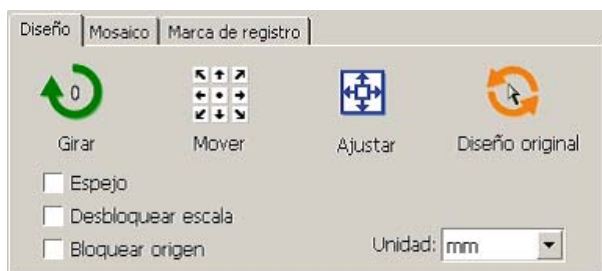 Diseño Mosaico Marca de registro
0
Girar Mover Ajustar Diseño original
Espejo
Desbloquear escala
Bloquear origen Unidad: mm